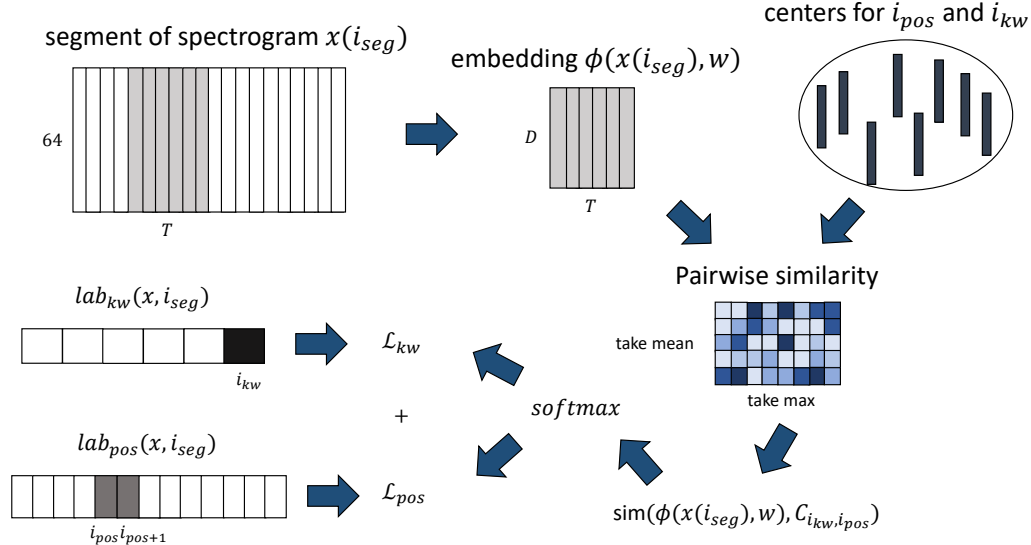 centers for i_pos and i_kw
segment of spectrogram x(i_seg)
embedding ϕ(x(i_seg), w)
64
D
T
T
Pairwise similarity
lab_kw(x, i_seg)
take mean
ℒ_kw
i_kw
take max
+
softmax
lab_pos(x, i_seg)
ℒ_pos
sim(ϕ(x(i_seg), w), C_{i_kw,i_pos})
i_pos i_pos+1